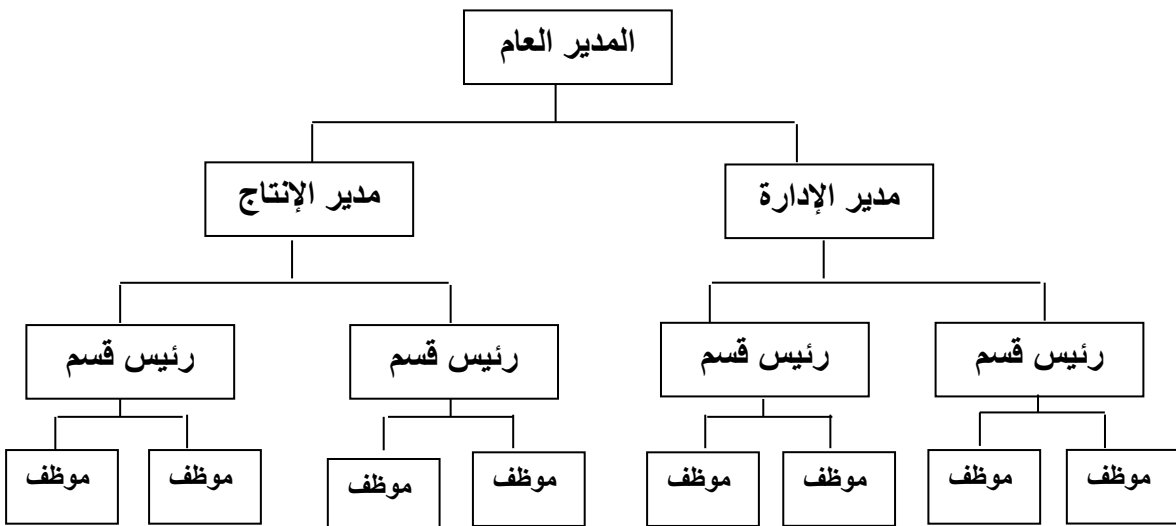 المدير العام
مدير الإدارة
مدير الإنتاج
رئيس قسم
رئيس قسم
رئيس قسم
رئيس قسم
موظف
موظف
موظف
موظف
موظف
موظف
موظف
موظف